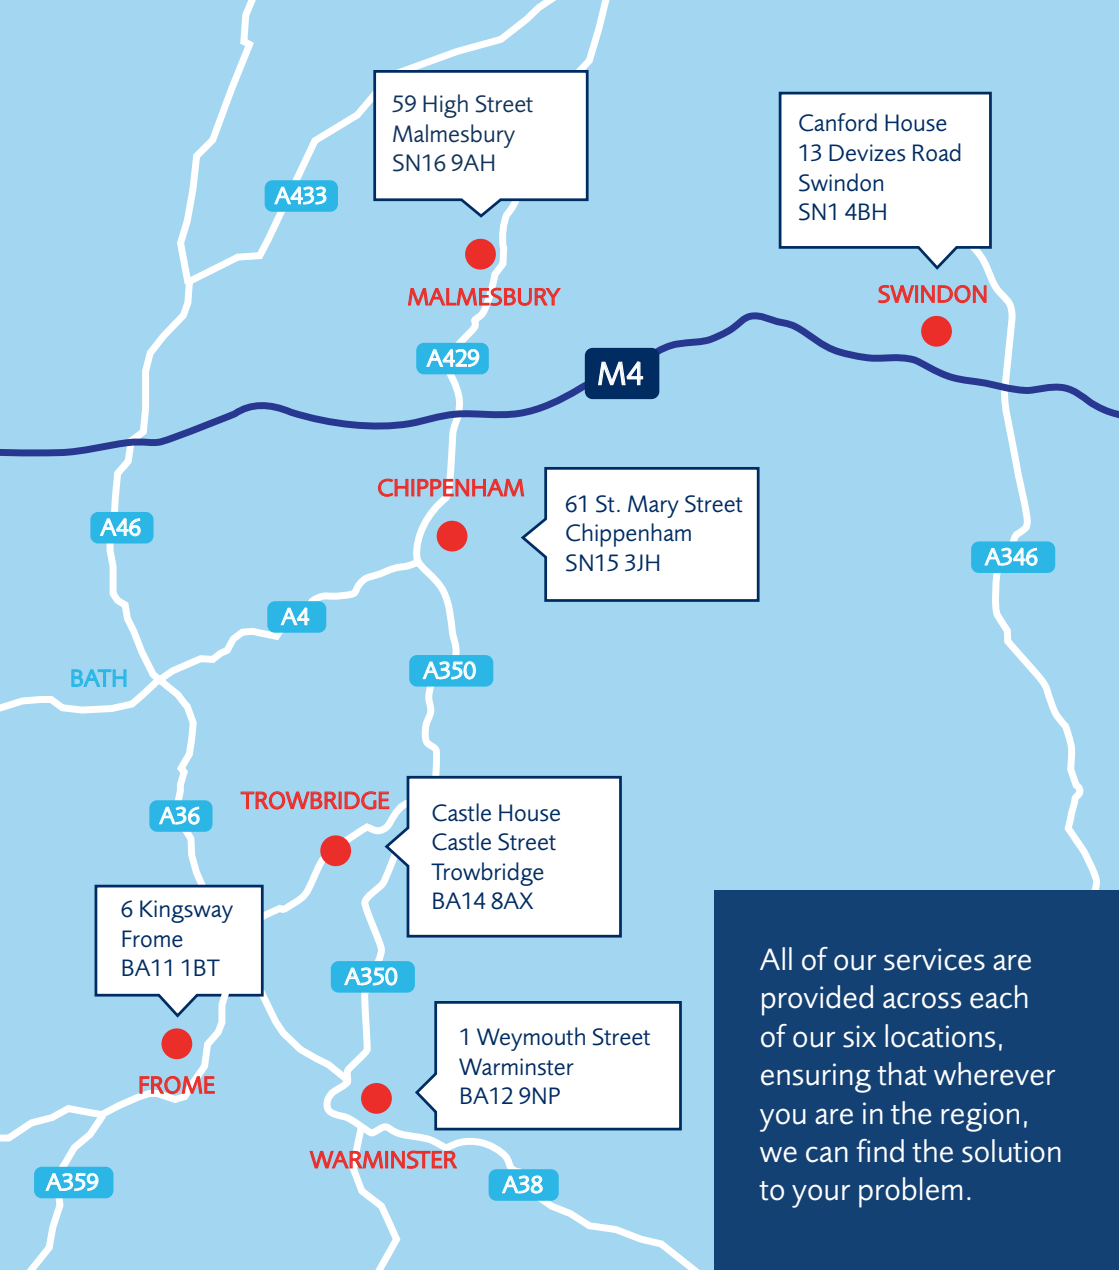 59 High Street
Malmesbury
SN16 9AH
Canford House
13 Devizes Road
Swindon
SN1 4BH
A433
MALMESBURY
SWINDON
A429
M4
CHIPPENHAM
61 St. Mary Street
Chippenham
SN15 3JH
A46
A346
A4
BATH
A350
TROWBRIDGE
A36
Castle House
Castle Street
Trowbridge
BA14 8AX
6 Kingsway
Frome
BA11 1BT
A350
FROME
1 Weymouth Street
Warminster
BA12 9NP
WARMINSTER
A359
A38
All of our services are
provided across each
of our six locations,
ensuring that wherever
you are in the region,
we can find the solution
to your problem.